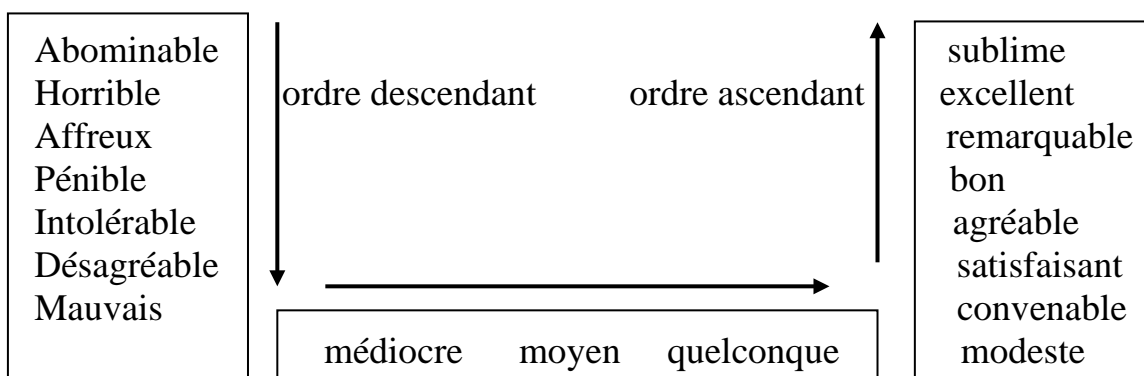 Abominable
Horrible
Affreux
Pénible
Intolérable
Désagréable
Mauvais
ordre descendant
ordre ascendant
sublime
excellent
remarquable
bon
agréable
satisfaisant
convenable
modeste
médiocre moyen quelconque